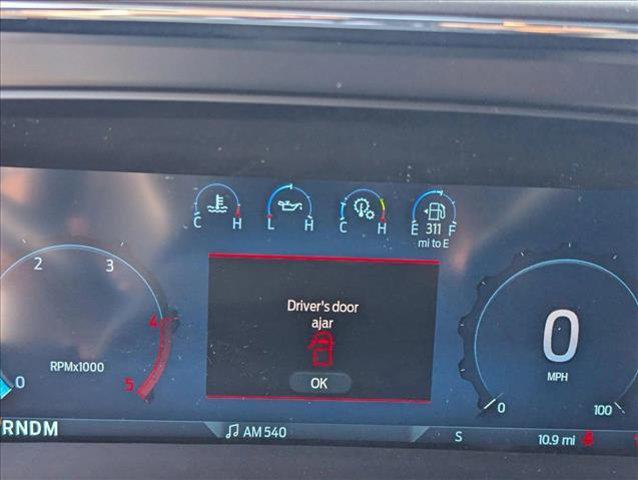 C H L H C H E 311 F
mi to E
2 3
Driver's door
ajar
4
0
RPMx1000
MPH
5
OK
0 0 100
RNDM
AM 540
S
10.9 mi